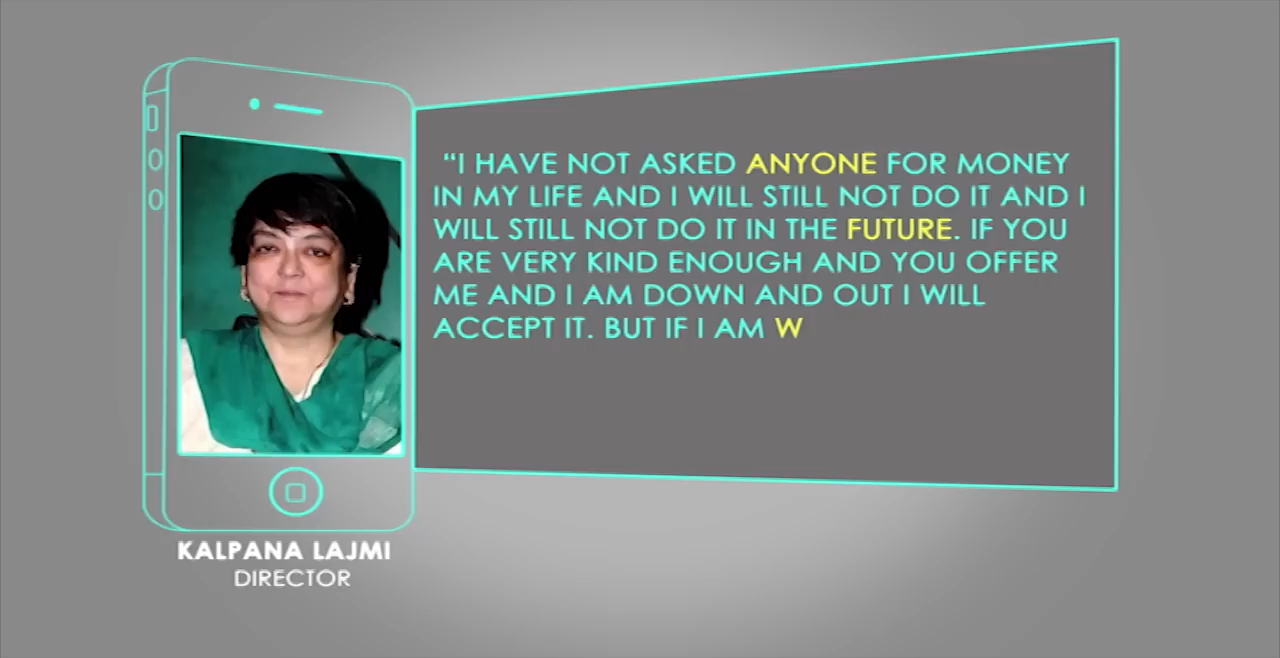 “I HAVE NOT ASKED ANYONE FOR MONEY
IN MY LIFE AND I WILL STILL NOT DO IT AND I
WILL STILL NOT DO IT IN THE FUTURE. IF YOU
ARE VERY KIND ENOUGH AND YOU OFFER
ME AND I AM DOWN AND OUT I WILL
ACCEPT IT. BUT IF I AM W
KALPANA LAJMI
DIRECTOR